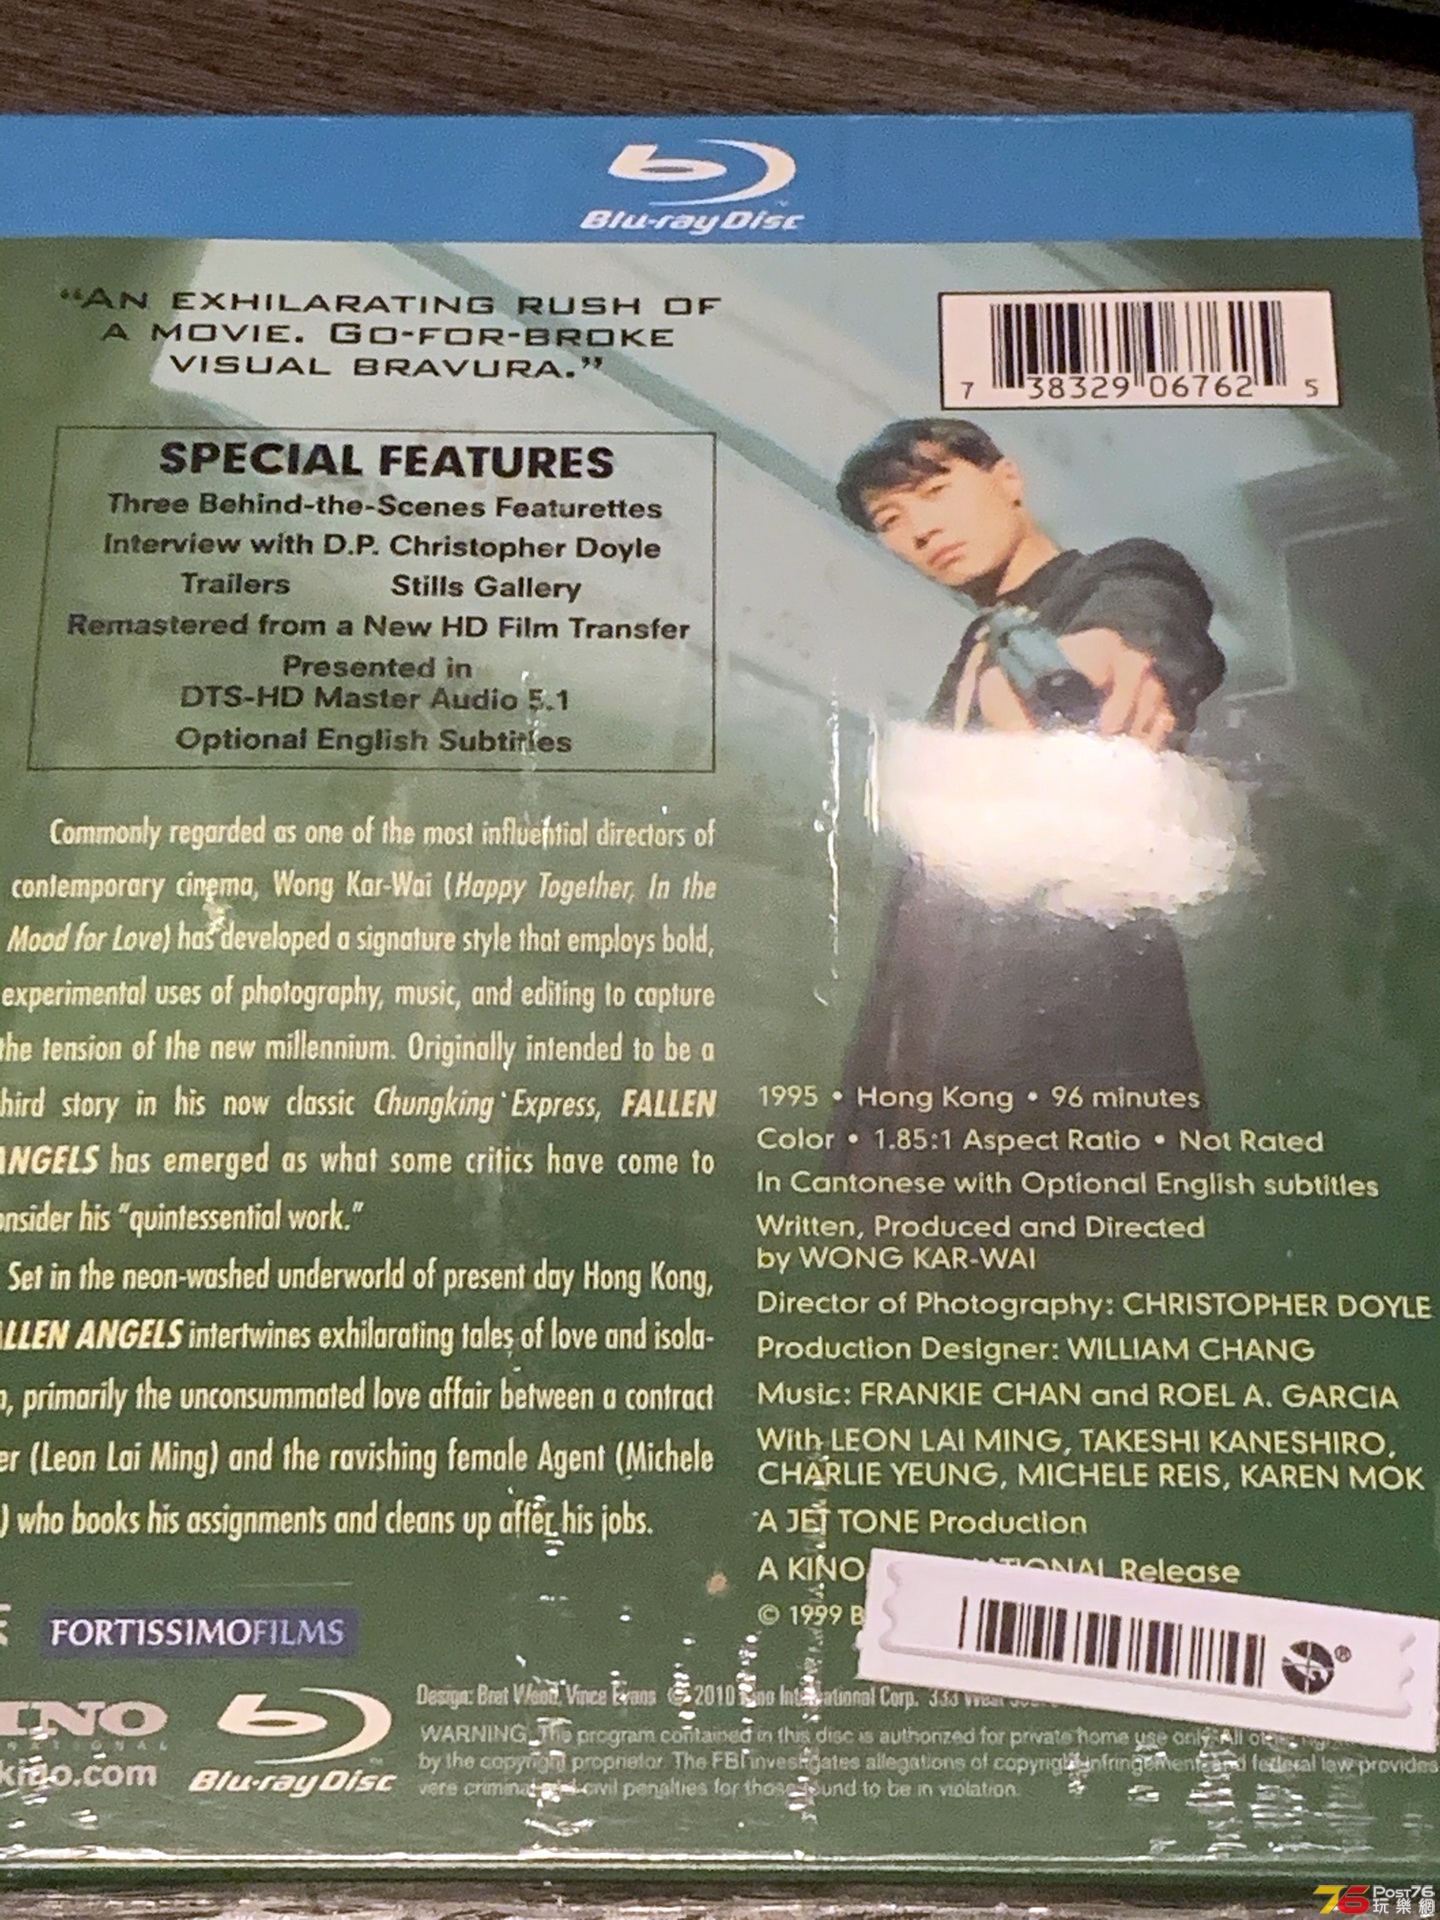 Blu-ray Disc
“AN EXHILARATING RUSH OF
A MOVIE. GO-FOR-BROKE
VISUAL BRAVURA.”
7 38329 06762 5
SPECIAL FEATURES
Three Behind-the-Scenes Featurettes
Interview with D.P. Christopher Doyle
Trailers Stills Gallery
Remastered from a New HD Film Transfer
Presented in
DTS-HD Master Audio 5.1
Optional English Subtitles
Commonly regarded as one of the most influential directors of
contemporary cinema, Wong Kar-Wai (Happy Together, In the
Mood for Love) has developed a signature style that employs bold,
experimental uses of photography, music, and editing to capture
the tension of the new millennium. Originally intended to be a
hird story in his now classic Chungking Express, FALLEN
ANGELS has emerged as what some critics have come to
onsider his “quintessential work.”
Set in the neon-washed underworld of present day Hong Kong,
ALLEN ANGELS intertwines exhilarating tales of love and isola-
n, primarily the unconsummated love affair between a contract
er (Leon Lai Ming) and the ravishing female Agent (Michele
) who books his assignments and cleans up after his jobs.
1995 • Hong Kong • 96 minutes
Color • 1.85:1 Aspect Ratio • Not Rated
In Cantonese with Optional English subtitles
Written, Produced and Directed
by WONG KAR-WAI
Director of Photography: CHRISTOPHER DOYLE
Production Designer: WILLIAM CHANG
Music: FRANKIE CHAN and ROEL A. GARCIA
With LEON LAI MING, TAKESHI KANESHIRO,
CHARLIE YEUNG, MICHELE REIS, KAREN MOK
A JET TONE Production
A KINO Release
© 1999 B
FORTISSIMOFILMS
INO
kino.com
Blu-ray Disc
Design: Bret Wood, Vince Evans © 2010 Kino International Corp. 333 West
WARNING: The program contained in this disc is authorized for private home use only. All
by the copyright proprietor. The FBI investigates allegations of copyright infringement, and federal law provides
vere criminal and civil penalties for those found to be in violation.
®
76 Post76
玩樂網